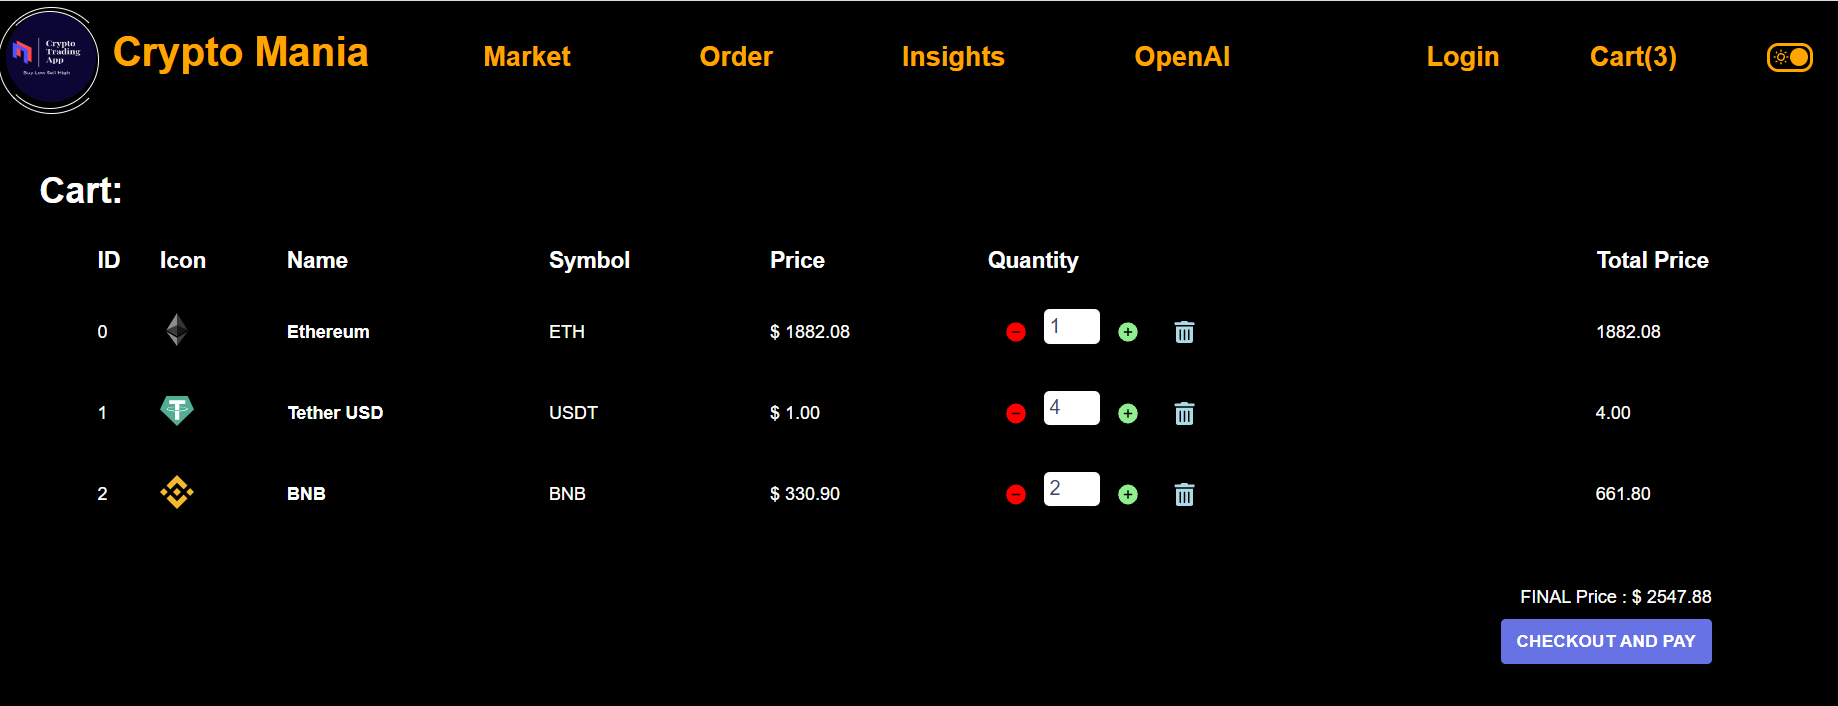 Crypto
Trading
App
Buy Low Sell High
Crypto Mania Market Order Insights OpenAI Login Cart(3)
Cart:
ID Icon Name Symbol Price Quantity Total Price
0 Ethereum ETH $ 1882.08 1 1882.08
1 Tether USD USDT $ 1.00 4 4.00
2 BNB BNB $ 330.90 2 661.80
FINAL Price : $ 2547.88
CHECKOUT AND PAY